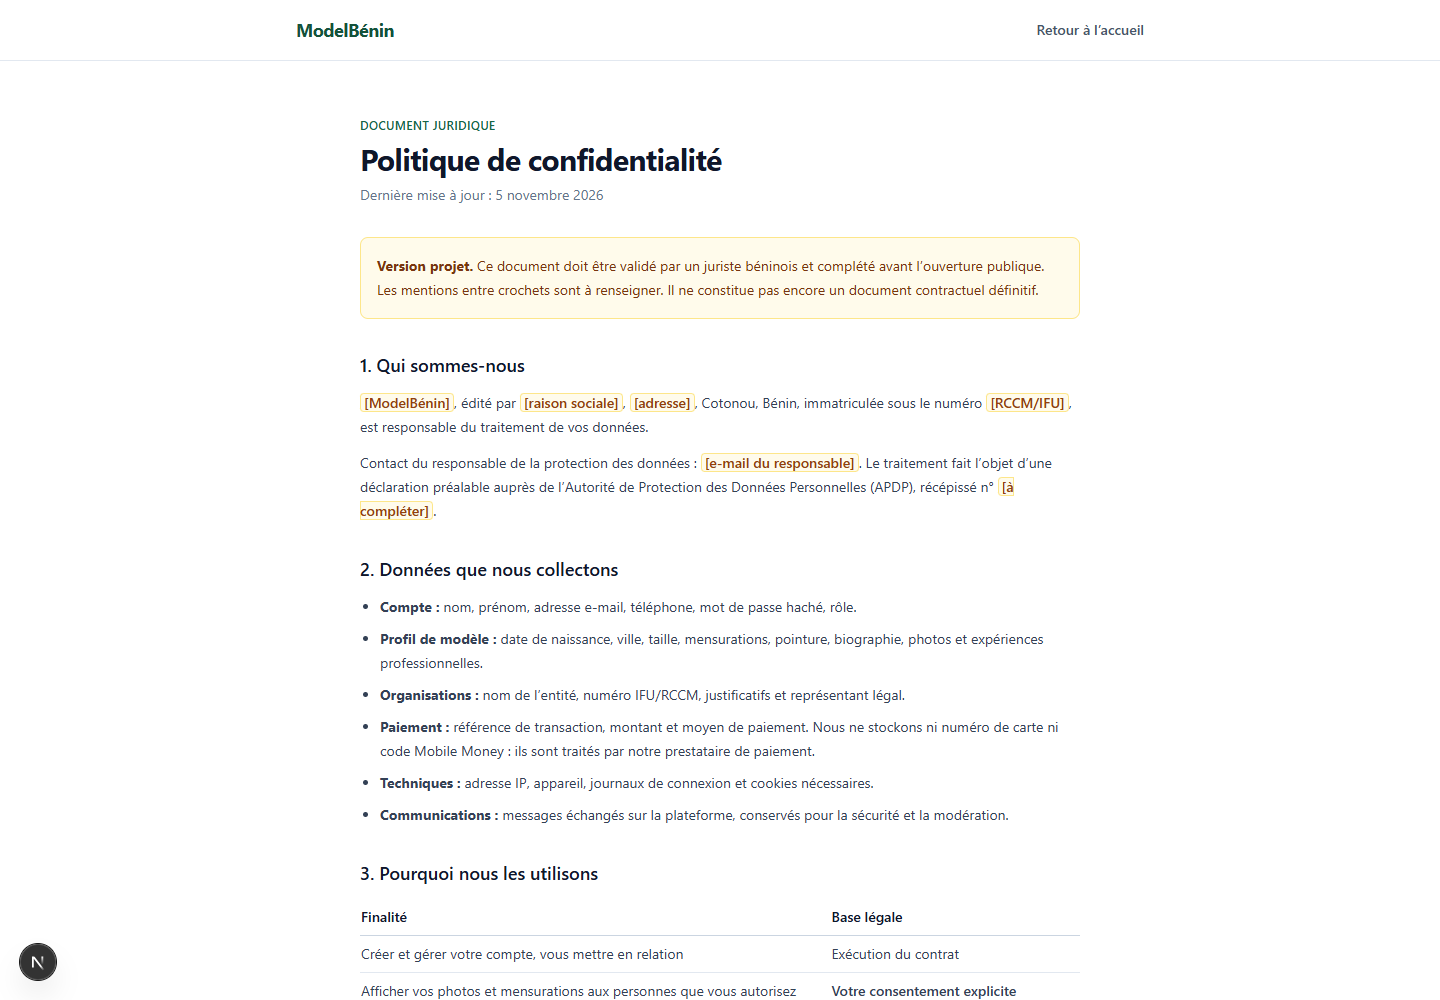 ModelBénin
Retour à l’accueil
DOCUMENT JURIDIQUE
Politique de confidentialité
Dernière mise à jour : 5 novembre 2026
Version projet. Ce document doit être validé par un juriste béninois et complété avant l’ouverture publique.
Les mentions entre crochets sont à renseigner. Il ne constitue pas encore un document contractuel définitif.
1. Qui sommes-nous
[ModelBénin], édité par [raison sociale], [adresse], Cotonou, Bénin, immatriculée sous le numéro [RCCM/IFU],
est responsable du traitement de vos données.
Contact du responsable de la protection des données : [e-mail du responsable]. Le traitement fait l’objet d’une
déclaration préalable auprès de l’Autorité de Protection des Données Personnelles (APDP), récépissé n° [à
compléter].
2. Données que nous collectons
• Compte : nom, prénom, adresse e-mail, téléphone, mot de passe haché, rôle.
• Profil de modèle : date de naissance, ville, taille, mensurations, pointure, biographie, photos et expériences
professionnelles.
• Organisations : nom de l’entité, numéro IFU/RCCM, justificatifs et représentant légal.
• Paiement : référence de transaction, montant et moyen de paiement. Nous ne stockons ni numéro de carte ni
code Mobile Money : ils sont traités par notre prestataire de paiement.
• Techniques : adresse IP, appareil, journaux de connexion et cookies nécessaires.
• Communications : messages échangés sur la plateforme, conservés pour la sécurité et la modération.
3. Pourquoi nous les utilisons
Finalité Base légale
Créer et gérer votre compte, vous mettre en relation Exécution du contrat
Afficher vos photos et mensurations aux personnes que vous autorisez Votre consentement explicite
N